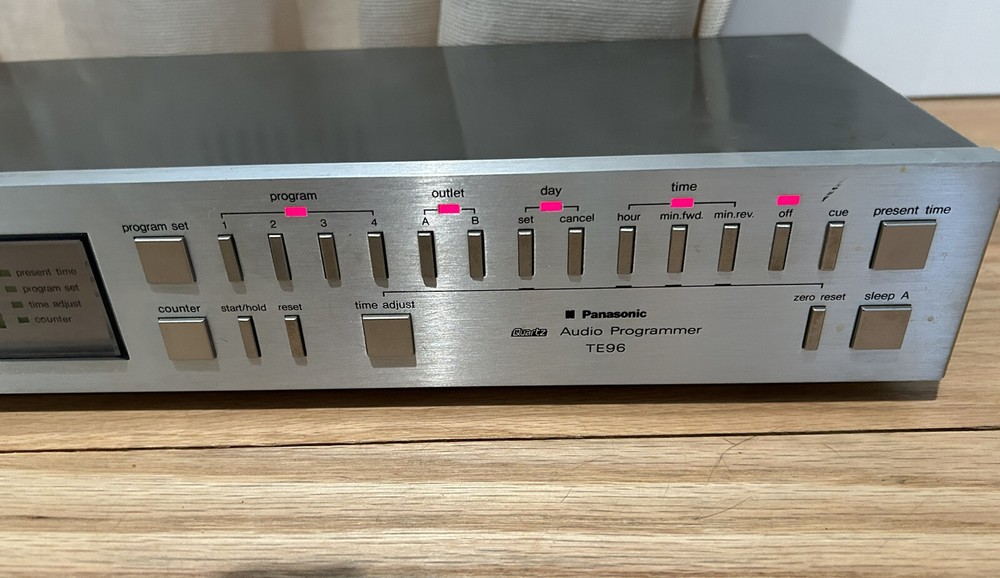 program
outlet
day
time
program set
1
2
3
4
A
B
set
cancel
hour
min.fwd.
min.rev.
off
cue
present time
present time
program set
time adjust
counter
counter
start/hold
reset
time adjust
zero reset
sleep A
Panasonic
Quartz Audio Programmer
TE96